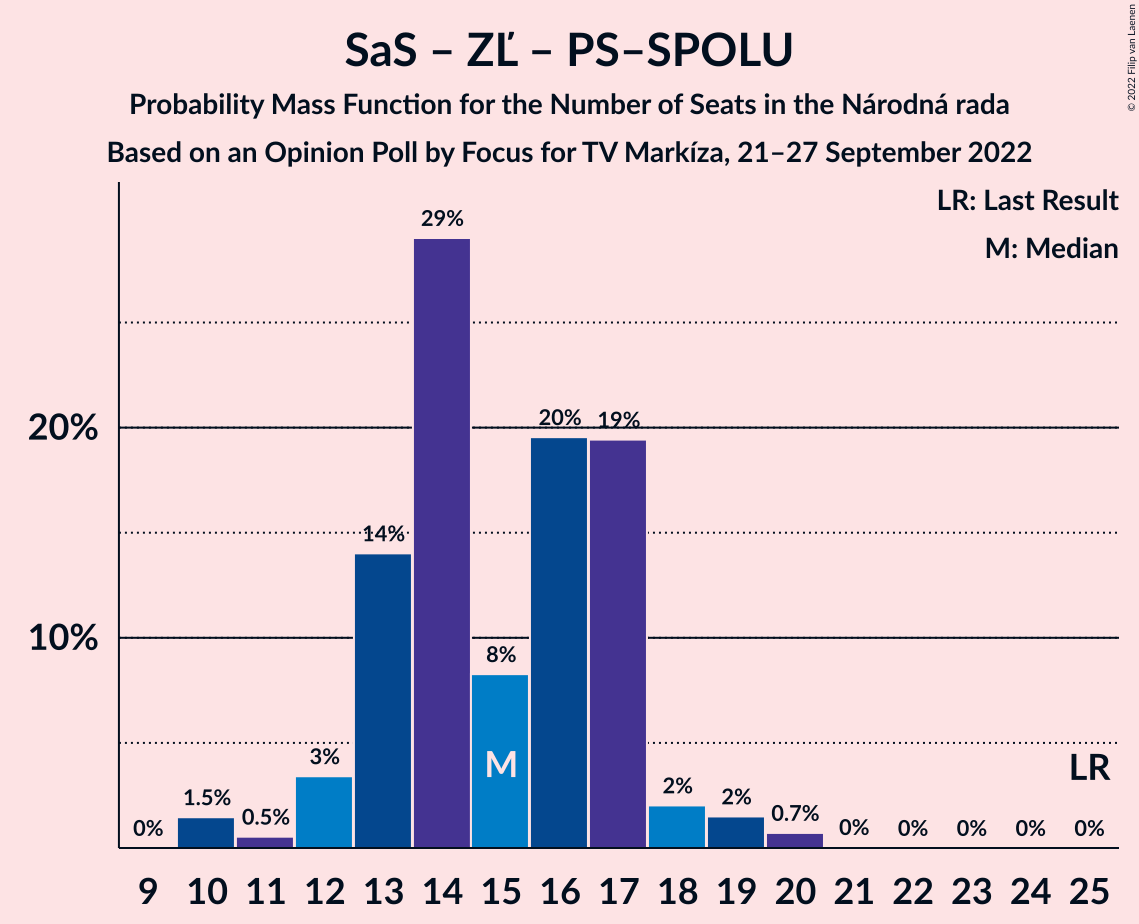 SaS – ZĽ – PS–SPOLU
Probability Mass Function for the Number of Seats in the Národná rada
Based on an Opinion Poll by Focus for TV Markíza, 21–27 September 2022
© 2022 Filip van Laenen
LR: Last Result
M: Median
29%
20%
20% 19%
14%
10%
8%
3%
M
LR
1.5%
0.5%
2%
2%
0.7%
0% 0% 0% 0% 0% 0%
9 10 11 12 13 14 15 16 17 18 19 20 21 22 23 24 25